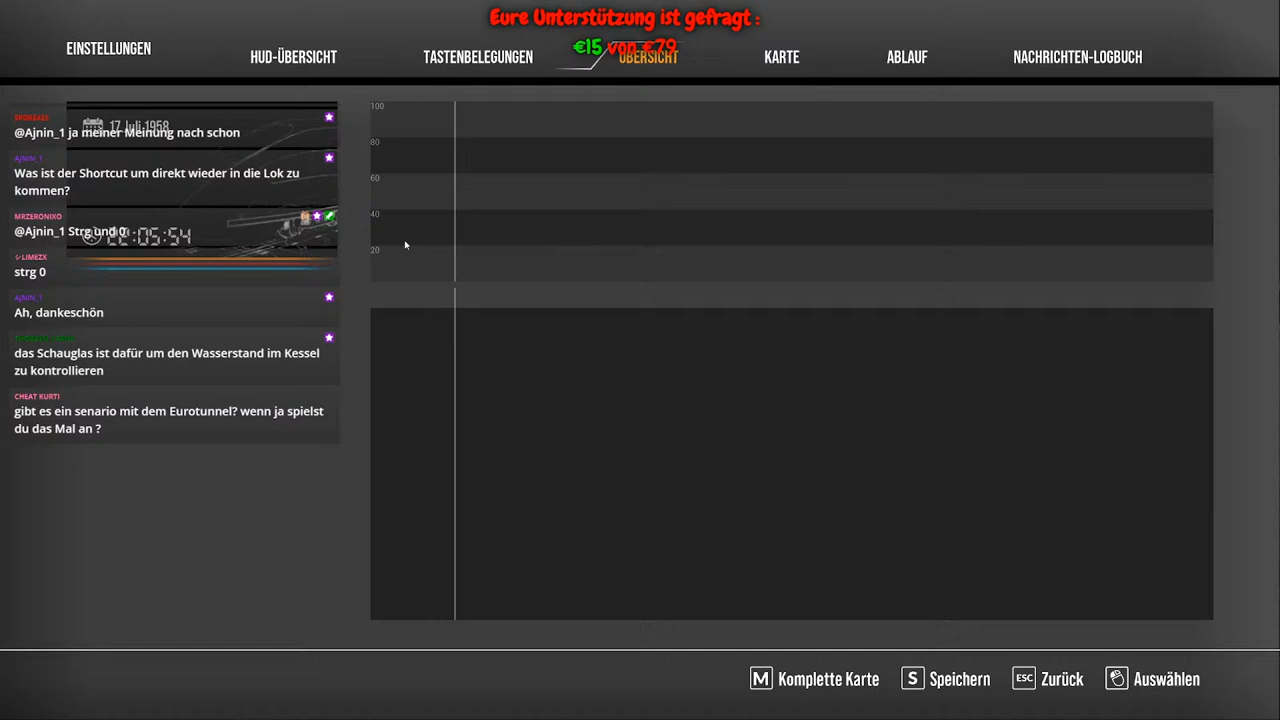 Eure Unterstützung ist gefragt :
€15 von €79
EINSTELLUNGEN
HUD-ÜBERSICHT
TASTENBELEGUNGEN
ÜBERSICHT
KARTE
ABLAUF
NACHRICHTEN-LOGBUCH
17 Juli 1958
@Ajnin_1 ja meiner Meinung nach schon
AJNIN_1
Was ist der Shortcut um direkt wieder in die Lok zu
kommen?
MRZERONIXO
@Ajnin_1 Strg und 0
22:05:54
LIMEZX
strg 0
AJNIN_1
Ah, dankeschön
das Schauglas ist dafür um den Wasserstand im Kessel
zu kontrollieren
CHEAT KURTI
gibt es ein senario mit dem Eurotunnel? wenn ja spielst
du das Mal an ?
100
80
60
40
20
M Komplette Karte
S Speichern
ESC Zurück
Auswählen